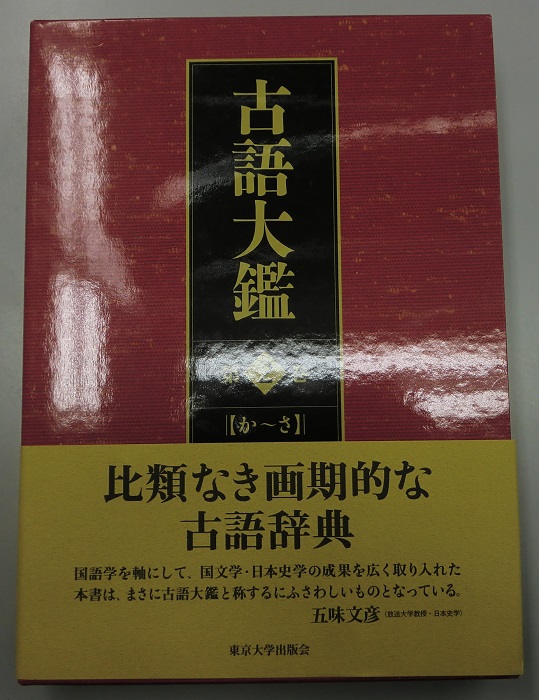 古語大鑑
第二巻
【か～さ】
比類なき画期的な
古語辞典
国語学を軸にして、国文学・日本史学の成果を広く取り入れた
本書は、まさに古語大鑑と称するにふさわしいものとなっている。
五味文彦(放送大学教授・日本史学)
東京大学出版会